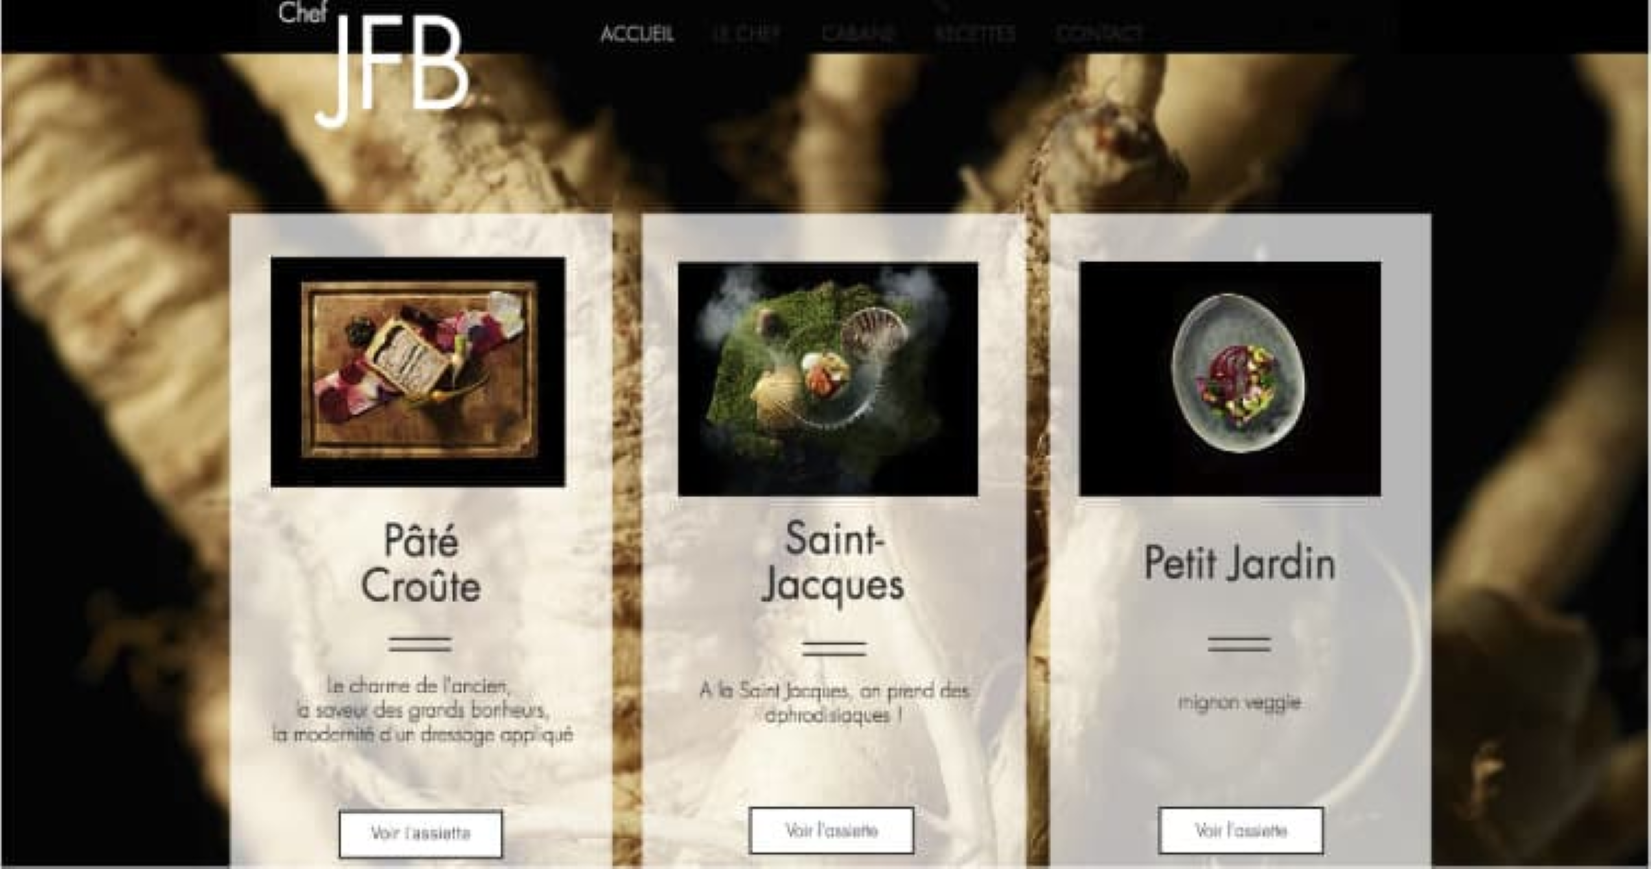 Chef
JFB
ACCUEIL LE CHEF CABANE RECETTES CONTACT
Pâté
Croûte
Le charme de l'ancien,
la saveur des grands bonheurs,
la modernité d'un dressage appliqué
Voir l'assiette
Saint-
Jacques
A la Saint Jacques, on prend des
aphrodisiaques !
Voir l'assiette
Petit Jardin
mignon veggie
Voir l'assiette